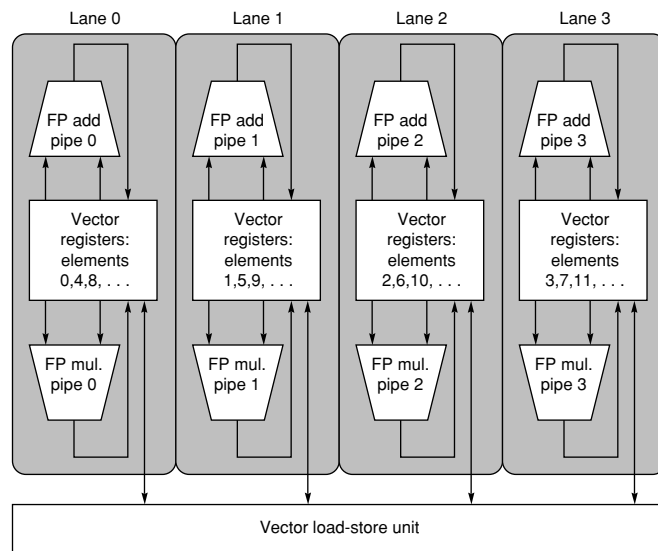 Lane 0
Lane 1
Lane 2
Lane 3
FP add
pipe 0
FP add
pipe 1
FP add
pipe 2
FP add
pipe 3
Vector
registers:
elements
0,4,8, . . .
Vector
registers:
elements
1,5,9, . . .
Vector
registers:
elements
2,6,10, . . .
Vector
registers:
elements
3,7,11, . . .
FP mul.
pipe 0
FP mul.
pipe 1
FP mul.
pipe 2
FP mul.
pipe 3
Vector load-store unit